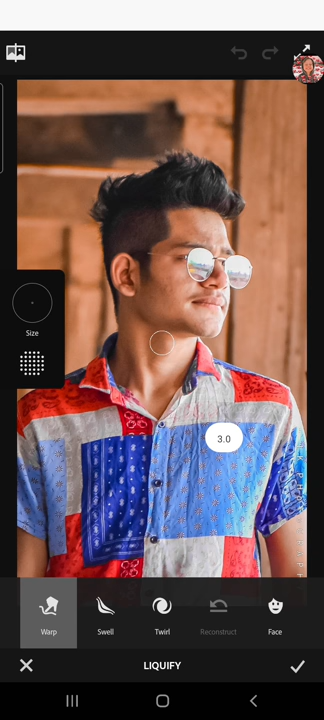 Size
3.0
Warp
Swell
Twirl
Reconstruct
Face
LIQUIFY